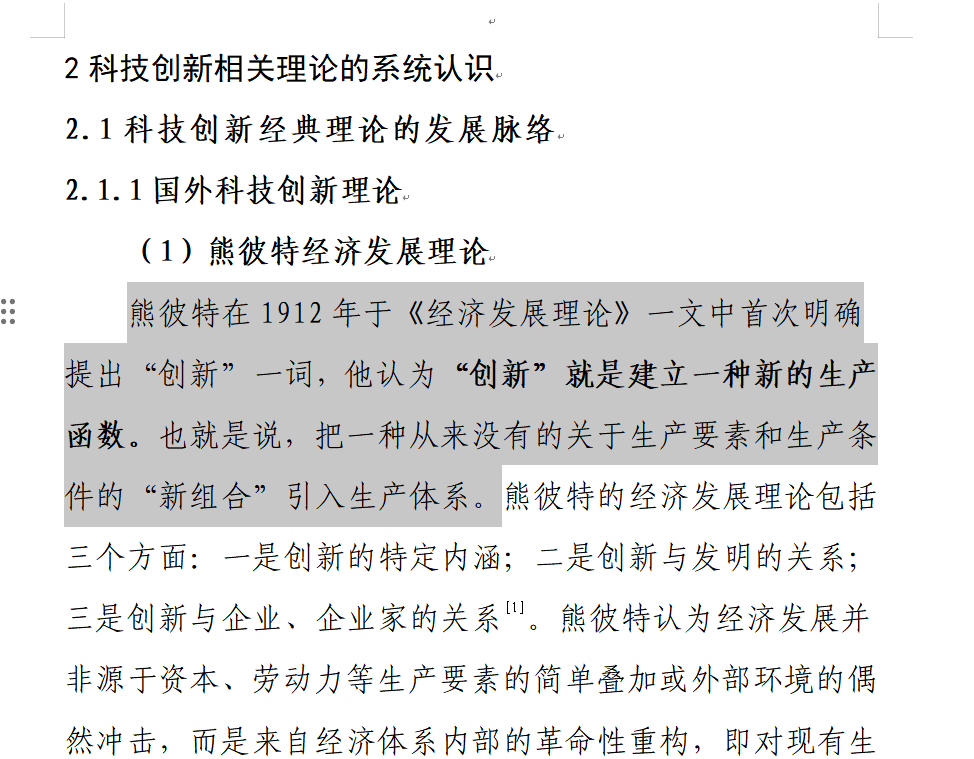 2 科技创新相关理论的系统认识
2.1 科技创新经典理论的发展脉络
2.1.1 国外科技创新理论
（1）熊彼特经济发展理论
熊彼特在 1912 年于《经济发展理论》一文中首次明确
提出“创新”一词，他认为“创新”就是建立一种新的生产
函数。也就是说，把一种从来没有的关于生产要素和生产条
件的“新组合”引入生产体系。熊彼特的经济发展理论包括
三个方面：一是创新的特定内涵；二是创新与发明的关系；
三是创新与企业、企业家的关系[1]。熊彼特认为经济发展并
非源于资本、劳动力等生产要素的简单叠加或外部环境的偶
然冲击，而是来自经济体系内部的革命性重构，即对现有生